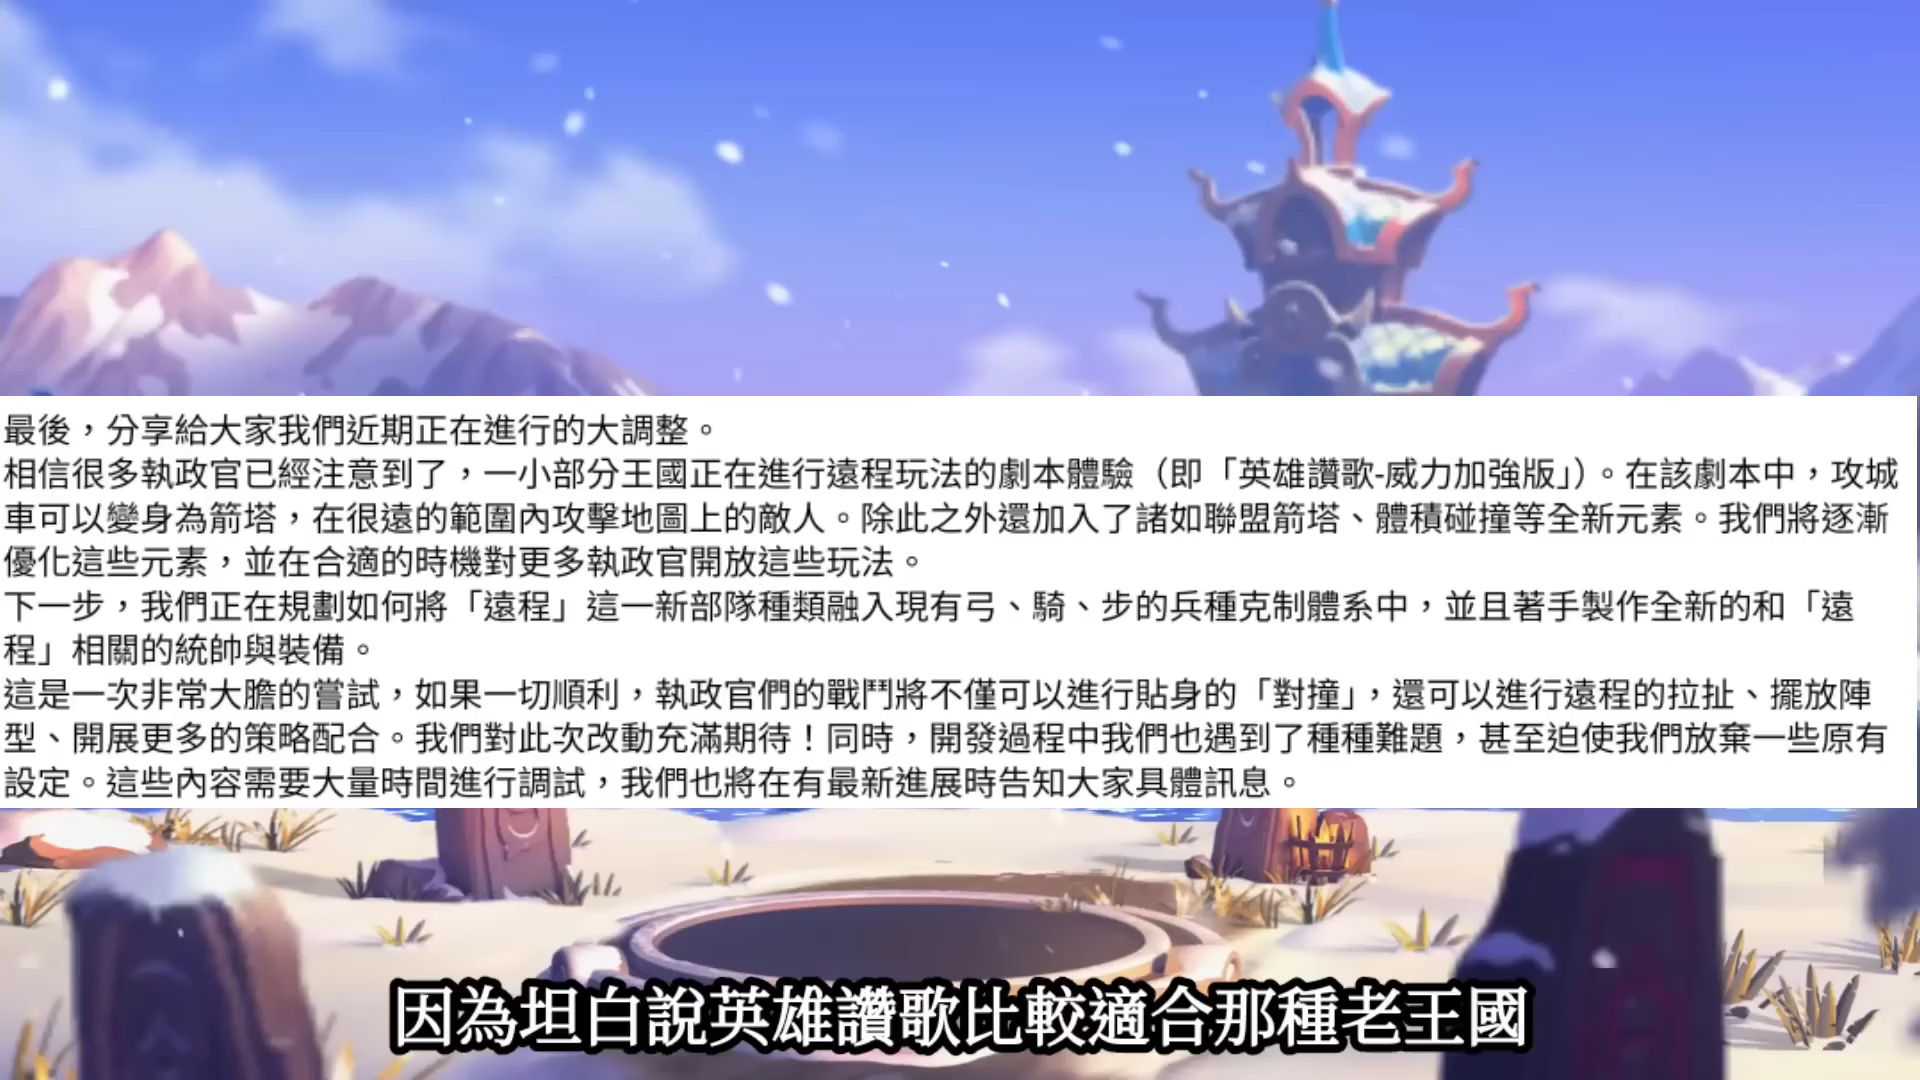 最後，分享給大家我們近期正在進行的大調整。
相信很多執政官已經注意到了，一小部分王國正在進行遠程玩法的劇本體驗（即「英雄讚歌-威力加強版」）。在該劇本中，攻城
車可以變身為箭塔，在很遠的範圍內攻擊地圖上的敵人。除此之外還加入了諸如聯盟箭塔、體積碰撞等全新元素。我們將逐漸
優化這些元素，並在合適的時機對更多執政官開放這些玩法。
下一步，我們正在規劃如何將「遠程」這一新部隊種類融入現有弓、騎、步的兵種克制體系中，並且著手製作全新的和「遠
程」相關的統帥與裝備。
這是一次非常大膽的嘗試，如果一切順利，執政官們的戰鬥將不僅可以進行貼身的「對撞」，還可以進行遠程的拉扯、擺放陣
型、開展更多的策略配合。我們對此次改動充滿期待！同時，開發過程中我們也遇到了種種難題，甚至迫使我們放棄一些原有
設定。這些內容需要大量時間進行調試，我們也將在有最新進展時告知大家具體訊息。
因為坦白說英雄讚歌比較適合那種老王國